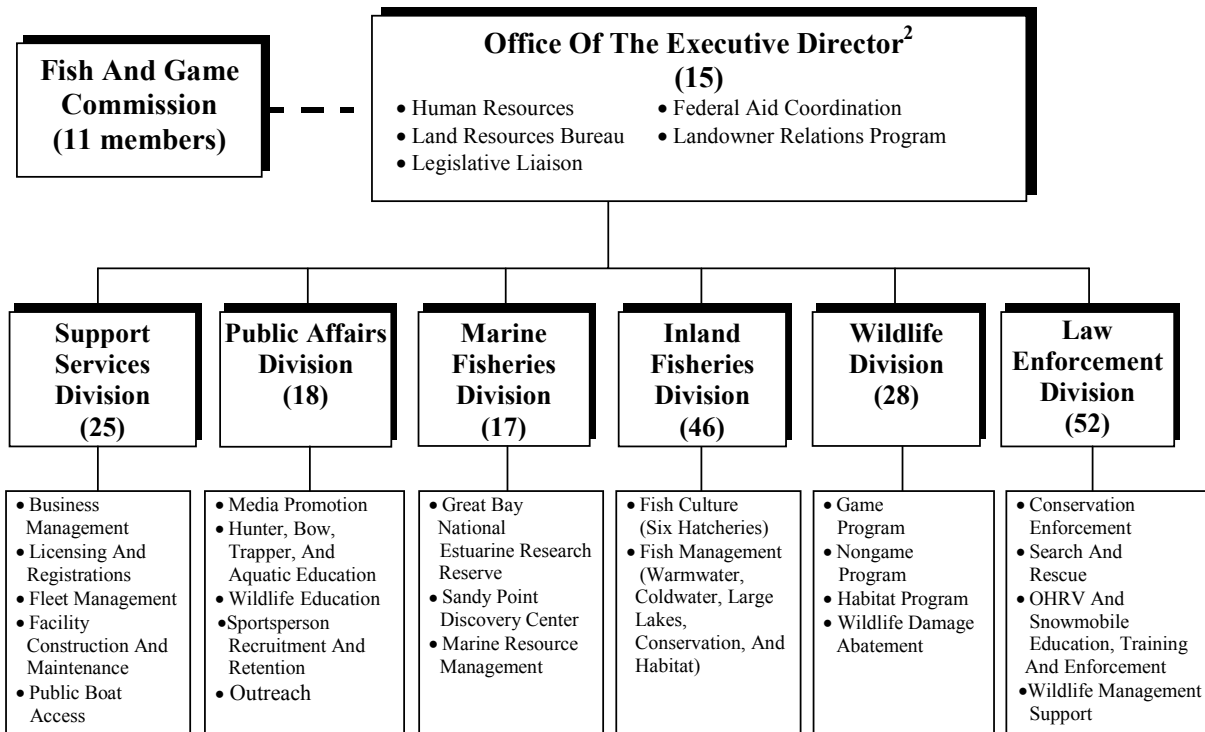 Fish And Game
Commission
(11 members)
Office Of The Executive Director2
(15)
• Human Resources
• Land Resources Bureau
• Legislative Liaison
• Federal Aid Coordination
• Landowner Relations Program
Support
Services
Division
(25)
Public Affairs
Division
(18)
Marine
Fisheries
Division
(17)
Inland
Fisheries
Division
(46)
Wildlife
Division
(28)
Law
Enforcement
Division
(52)
• Business
Management
• Licensing And
Registrations
• Fleet Management
• Facility
Construction And
Maintenance
• Public Boat
Access
• Media Promotion
• Hunter, Bow,
Trapper, And
Aquatic Education
• Wildlife Education
•Sportsperson
Recruitment And
Retention
• Outreach
• Great Bay
National
Estuarine Research
Reserve
• Sandy Point
Discovery Center
• Marine Resource
Management
• Fish Culture
(Six Hatcheries)
• Fish Management
(Warmwater,
Coldwater, Large
Lakes,
Conservation, And
Habitat)
• Game
Program
• Nongame
Program
• Habitat Program
• Wildlife Damage
Abatement
• Conservation
Enforcement
• Search And
Rescue
• OHRV And
Snowmobile
Education, Training
And Enforcement
•Wildlife Management
Support